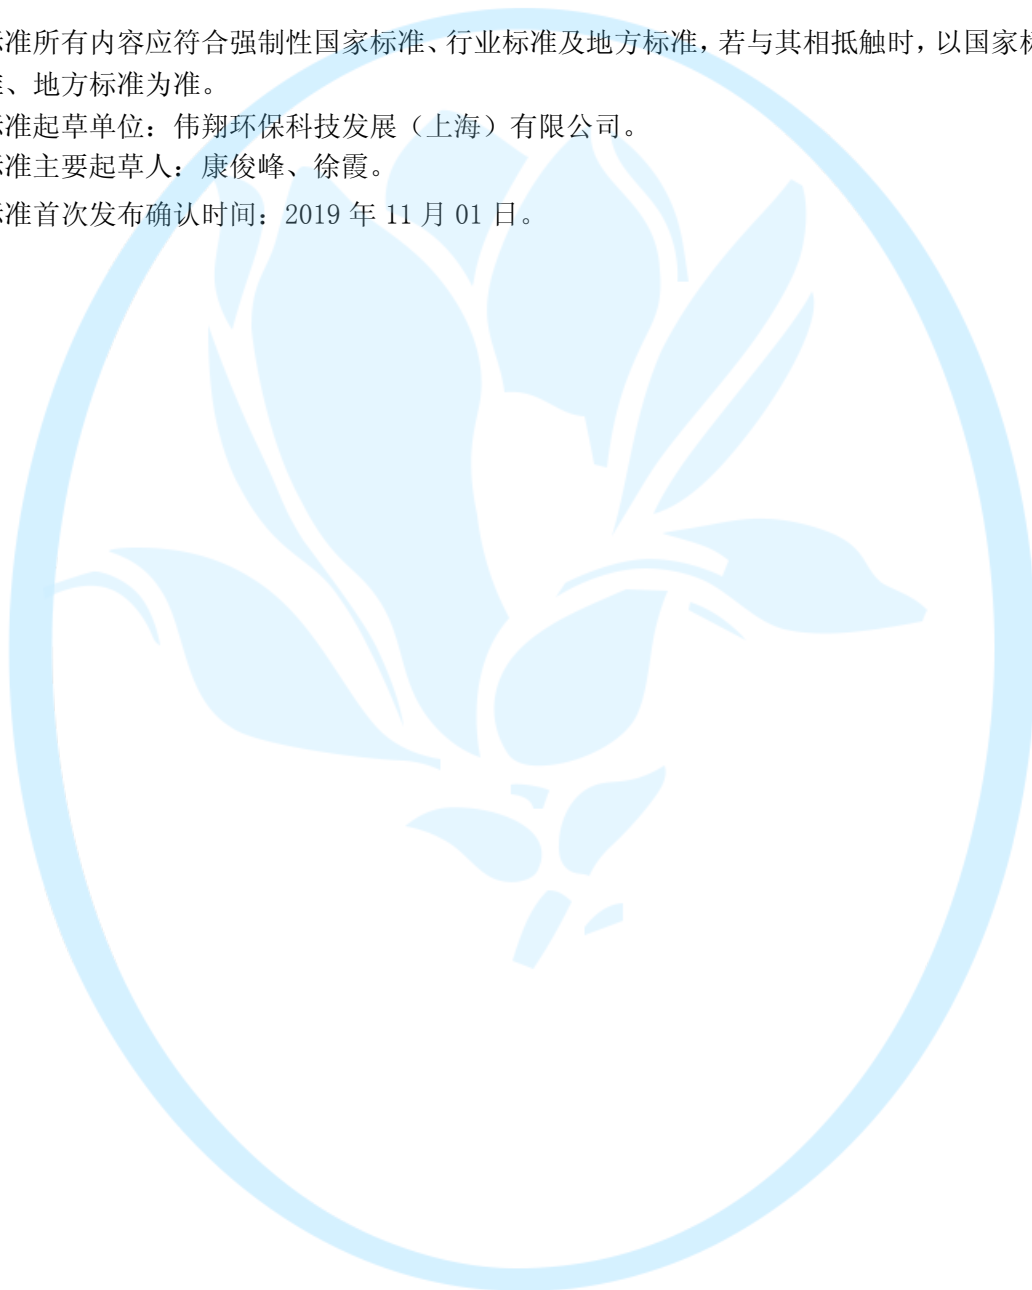 准所有内容应符合强制性国家标准、行业标准及地方标准，若与其相抵触时，以国家
、地方标准为准。
准起草单位：伟翔环保科技发展（上海）有限公司。
准主要起草人：康俊峰、徐霞。
准首次发布确认时间：2019 年 11 月 01 日。